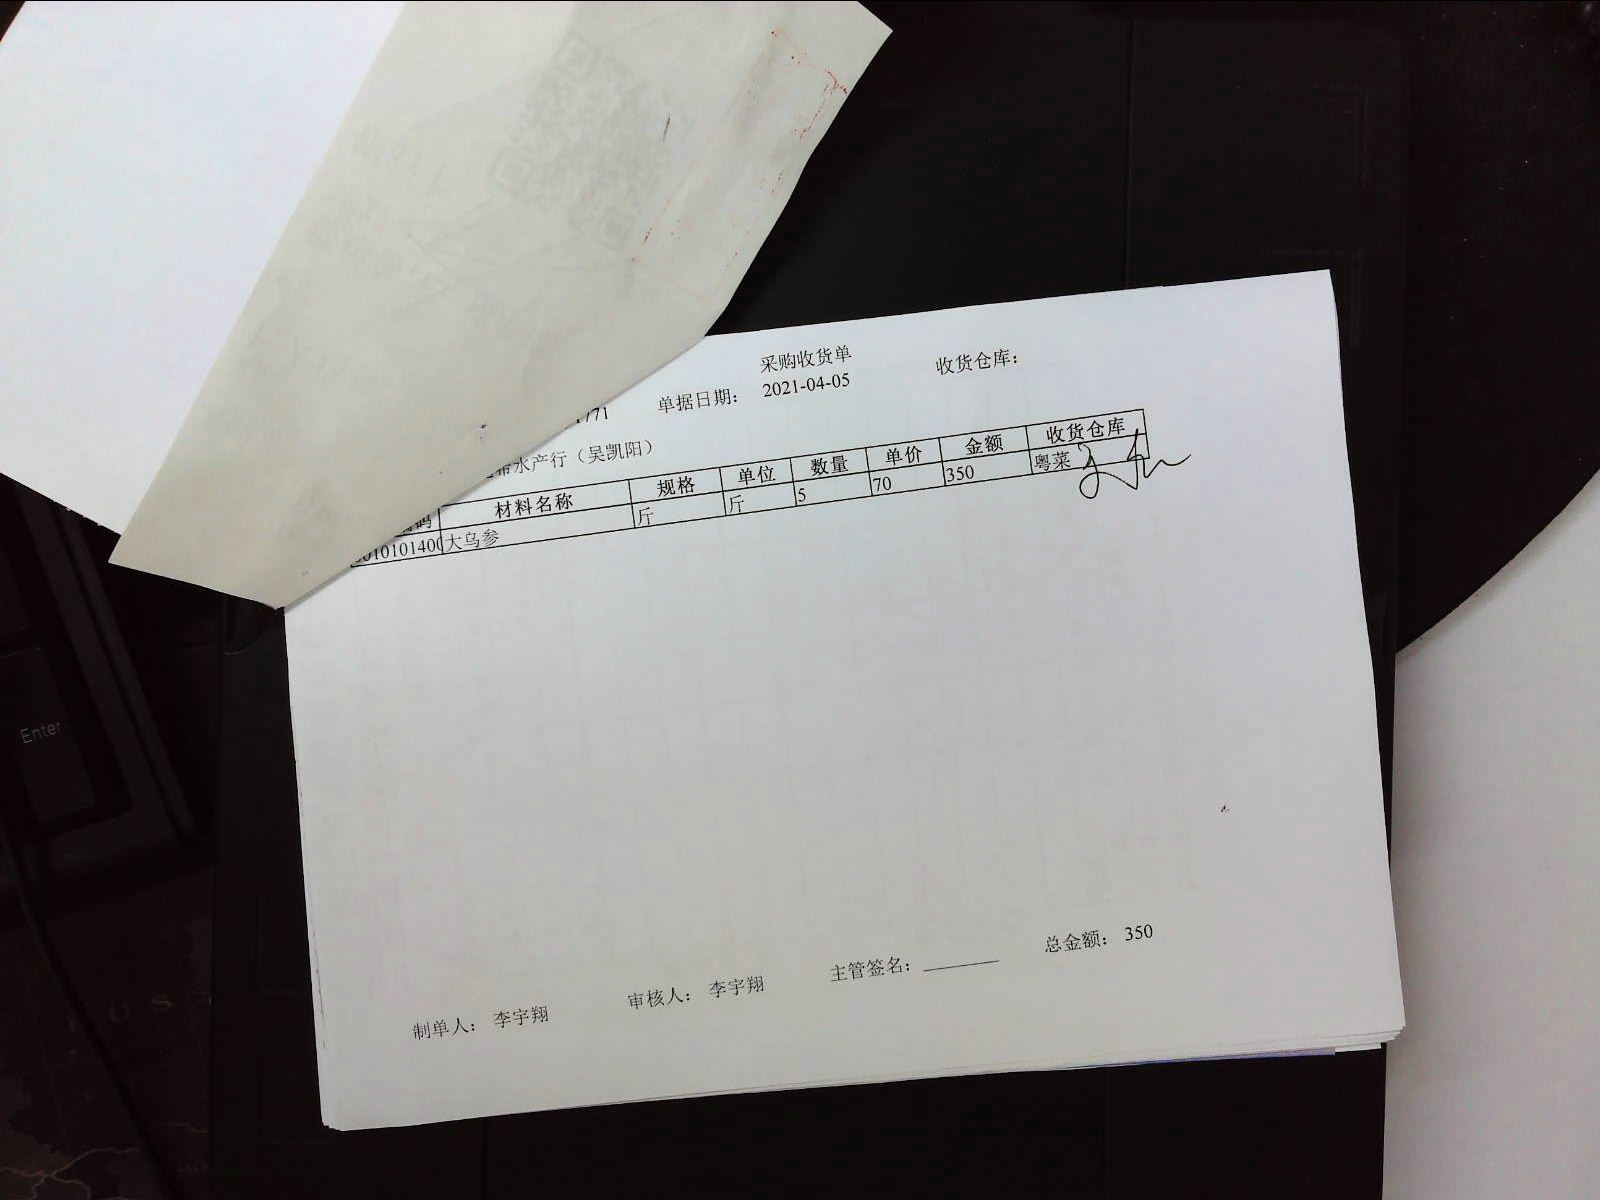 采购收货单
771 单据日期： 2021-04-05 收货仓库：
水产行（吴凯阳）
码 材料名称 规格 单位 数量 单价 金额 收货仓库
010101400 大乌参 斤 斤 5 70 350 粤菜
总金额： 350
制单人： 李宇翔 审核人： 李宇翔 主管签名：
Enter